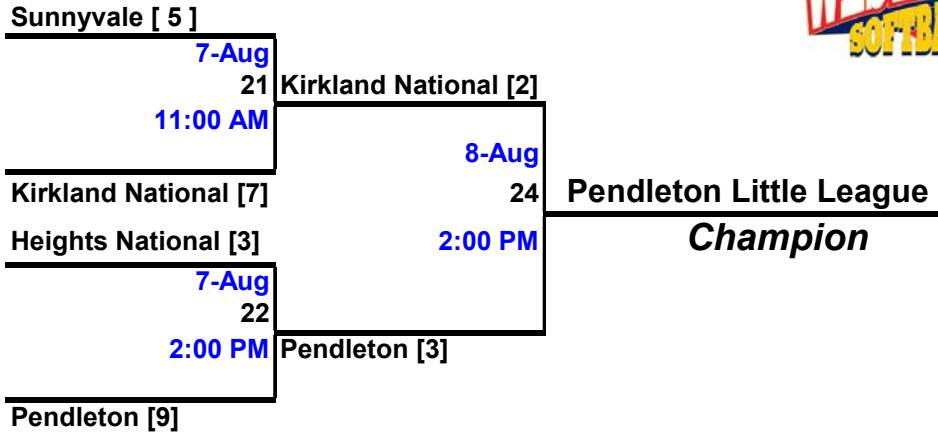 Sunnyvale [ 5 ]
7-Aug
21 Kirkland National [2]
11:00 AM
8-Aug
Kirkland National [7]
24 Pendleton Little League
Heights National [3]
2:00 PM Champion
7-Aug
22
2:00 PM Pendleton [3]
Pendleton [9]